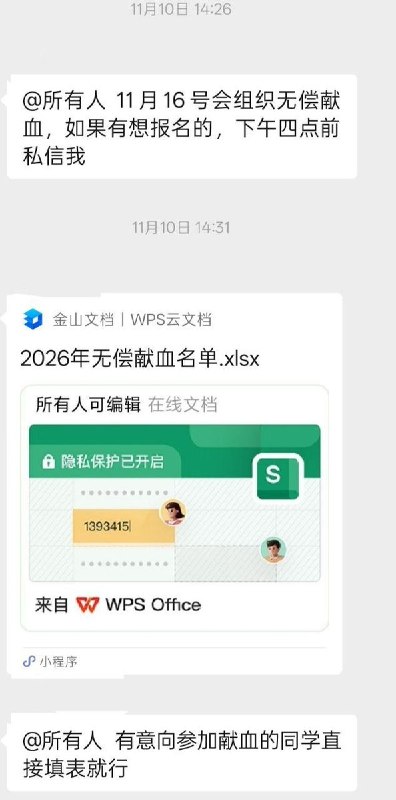 11月10日 14:26
@所有人 11月16号会组织无偿献
血，如果有想报名的，下午四点前
私信我
11月10日 14:31
金山文档｜WPS云文档
2026年无偿献血名单.xlsx
所有人可编辑 在线文档
隐私保护已开启
S
1393415
来自 WPS Office
小程序
@所有人 有意向参加献血的同学直
接填表就行